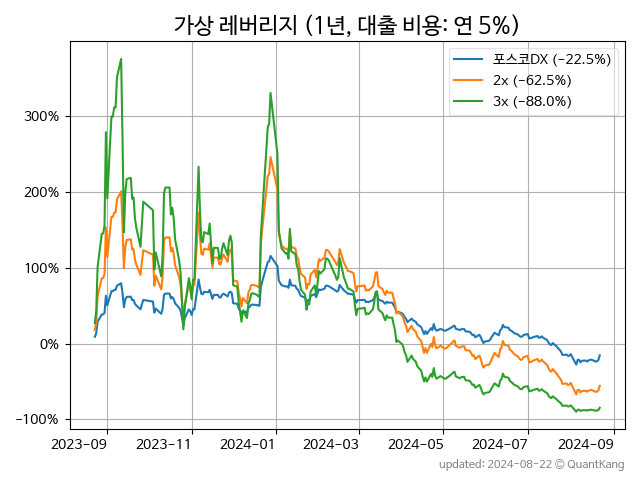 가상 레버리지 (1년, 대출 비용: 연 5%)
포스코DX (-22.5%)
2x (-62.5%)
3x (-88.0%)
300%
200%
100%
0%
-100%
2023-09 2023-11 2024-01 2024-03 2024-05 2024-07 2024-09
updated: 2024-08-22 © QuantKang